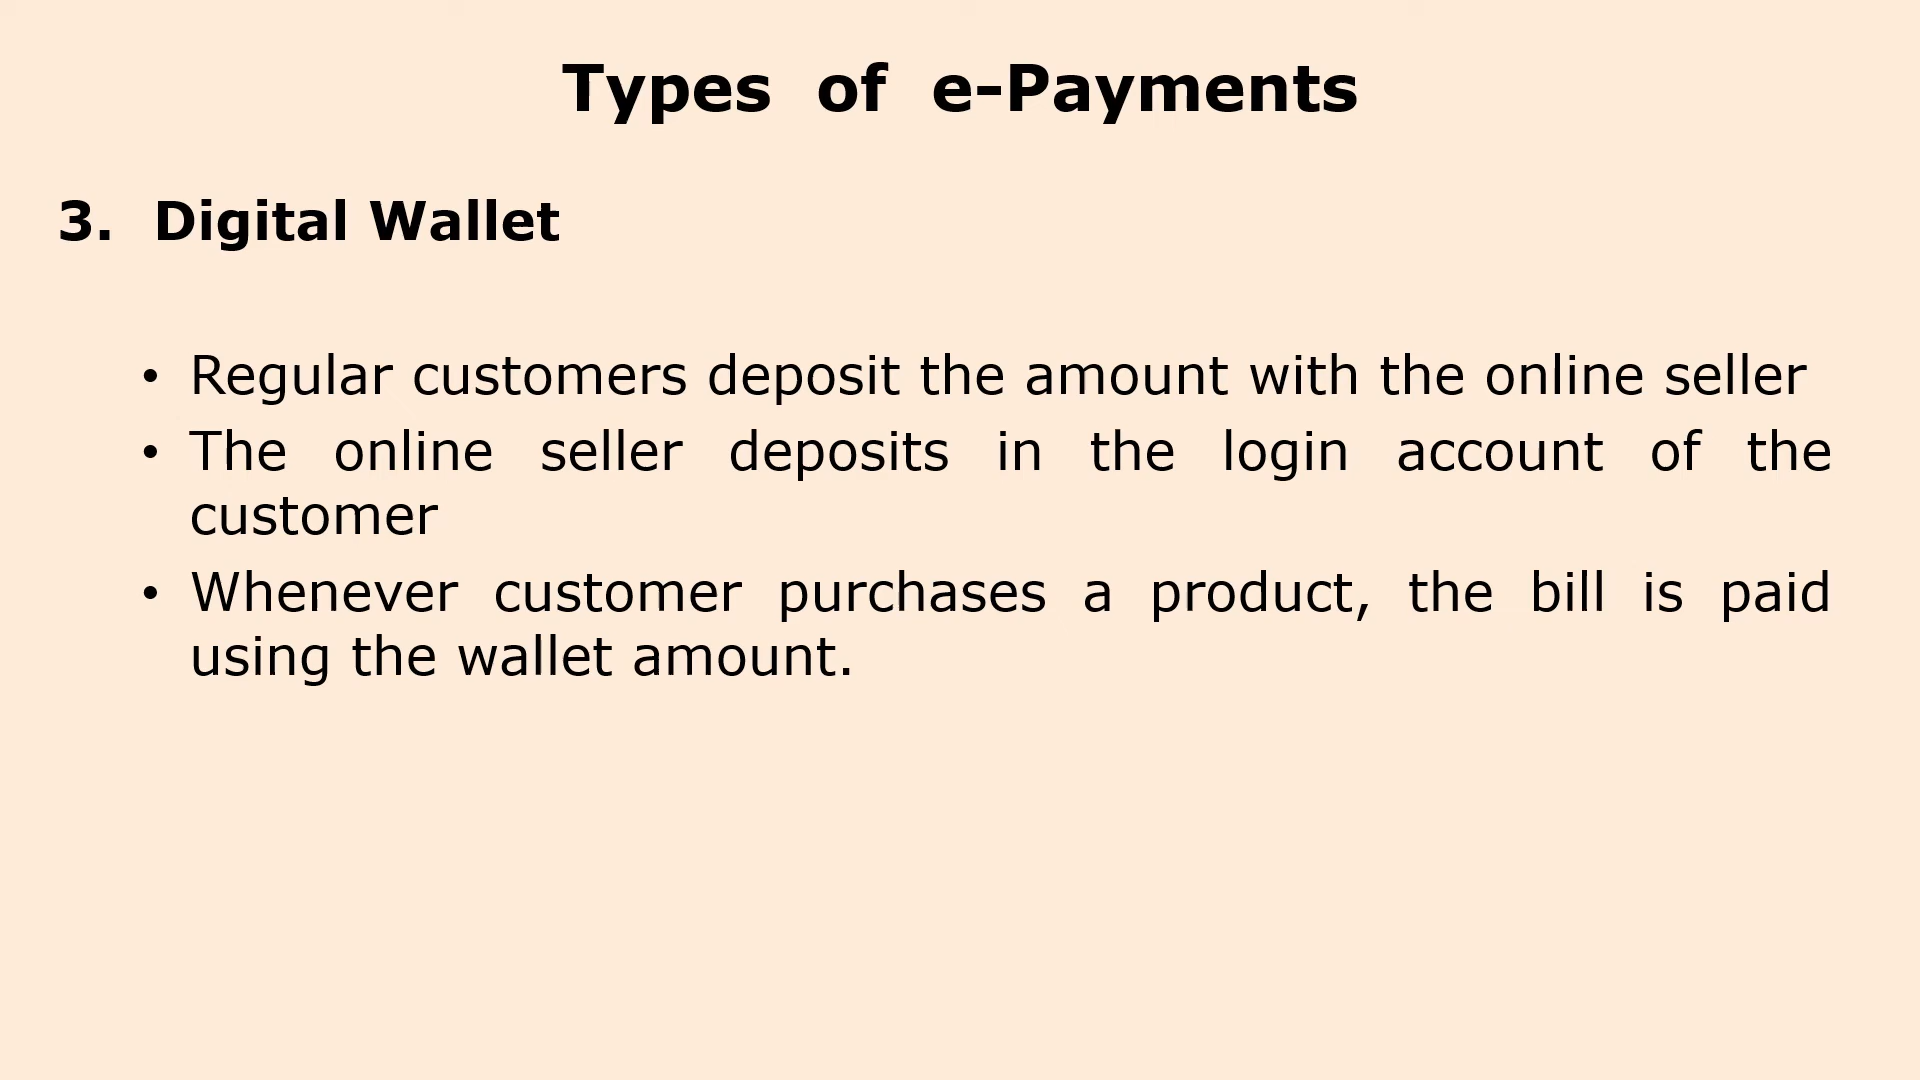 Types of e-Payments
3. Digital Wallet
• Regular customers deposit the amount with the online seller
• The online seller deposits in the login account of the
customer
• Whenever customer purchases a product, the bill is paid
using the wallet amount.